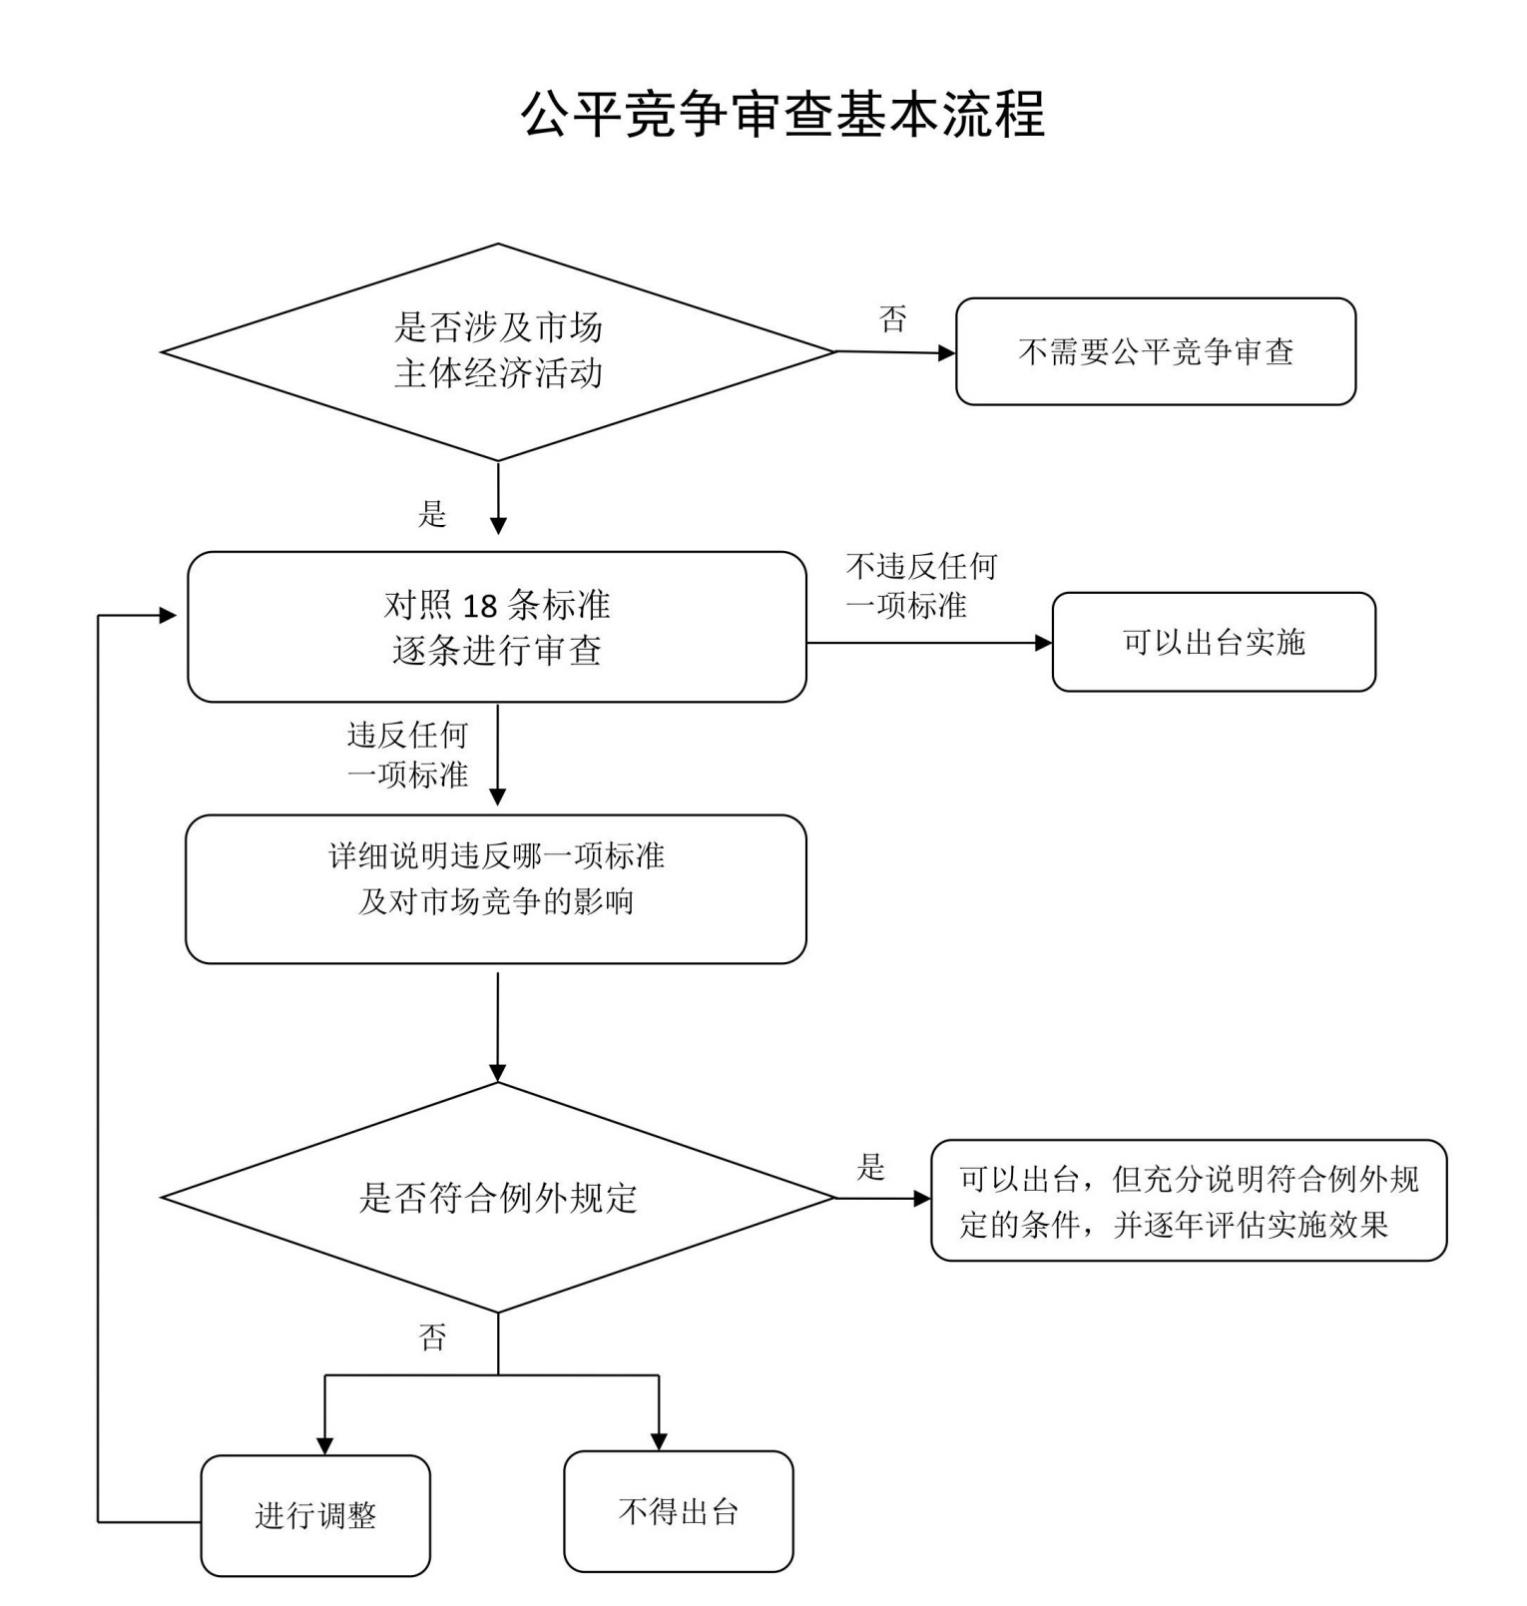 公平竞争审查基本流程
是否涉及市场
主体经济活动
否
不需要公平竞争审查
是
对照 18 条标准
逐条进行审查
不违反任何
一项标准
可以出台实施
违反任何
一项标准
详细说明违反哪一项标准
及对市场竞争的影响
是否符合例外规定
是
可以出台，但充分说明符合例外规
定的条件，并逐年评估实施效果
否
进行调整
不得出台